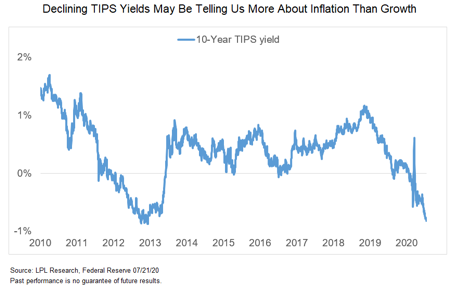 Declining TIPS Yields May Be Telling Us More About Inflation Than Growth
10-Year TIPS yield
2%
1%
0%
-1%
2010 2011 2012 2013 2014 2015 2016 2017 2018 2019 2020
Source: LPL Research, Federal Reserve 07/21/20
Past performance is no guarantee of future results.